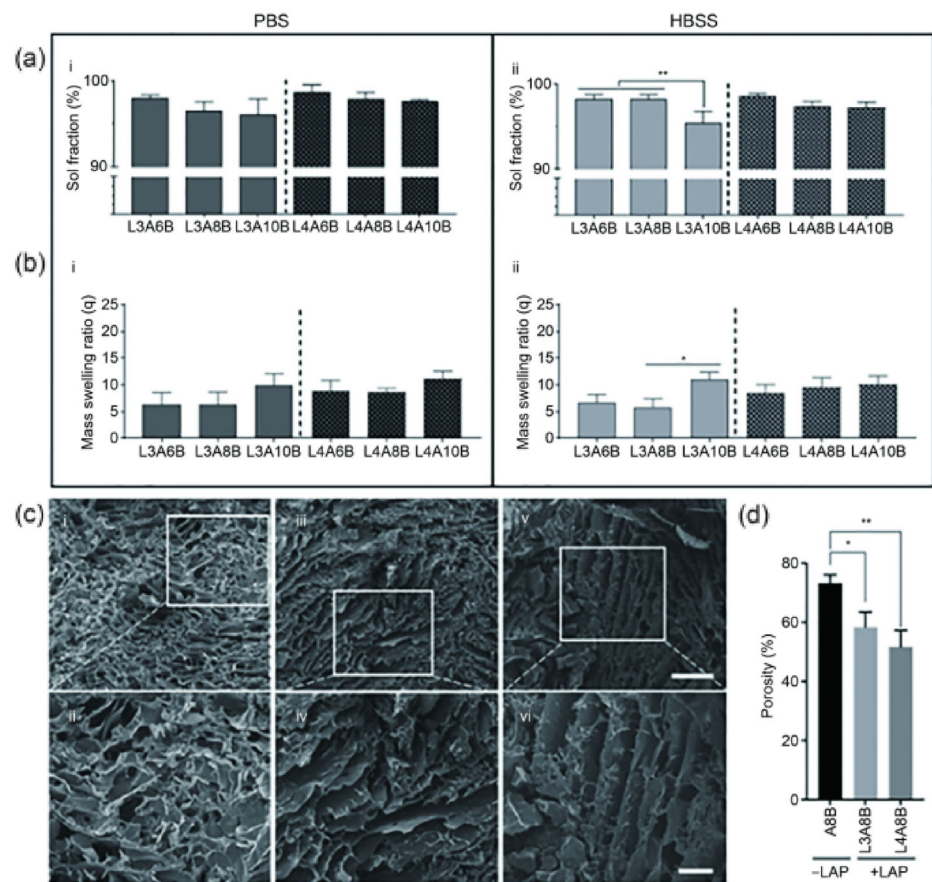 PBS
HBSS
(a)
i
100
90
Sol fraction (%)
L3A6B L3A8B L3A10B L4A6B L4A8B L4A10B
ii
**
100
90
Sol fraction (%)
L3A6B L3A8B L3A10B L4A6B L4A8B L4A10B
(b)
i
25
20
15
10
5
0
Mass swelling ratio (q)
L3A6B L3A8B L3A10B L4A6B L4A8B L4A10B
ii
25
20
15
10
5
0
*
Mass swelling ratio (q)
L3A6B L3A8B L3A10B L4A6B L4A8B L4A10B
(c)
i
iii
v
ii
iv
vi
(d)
**
*
80
60
40
20
0
Porosity (%)
A8B
L3A8B
L4A8B
–LAP +LAP